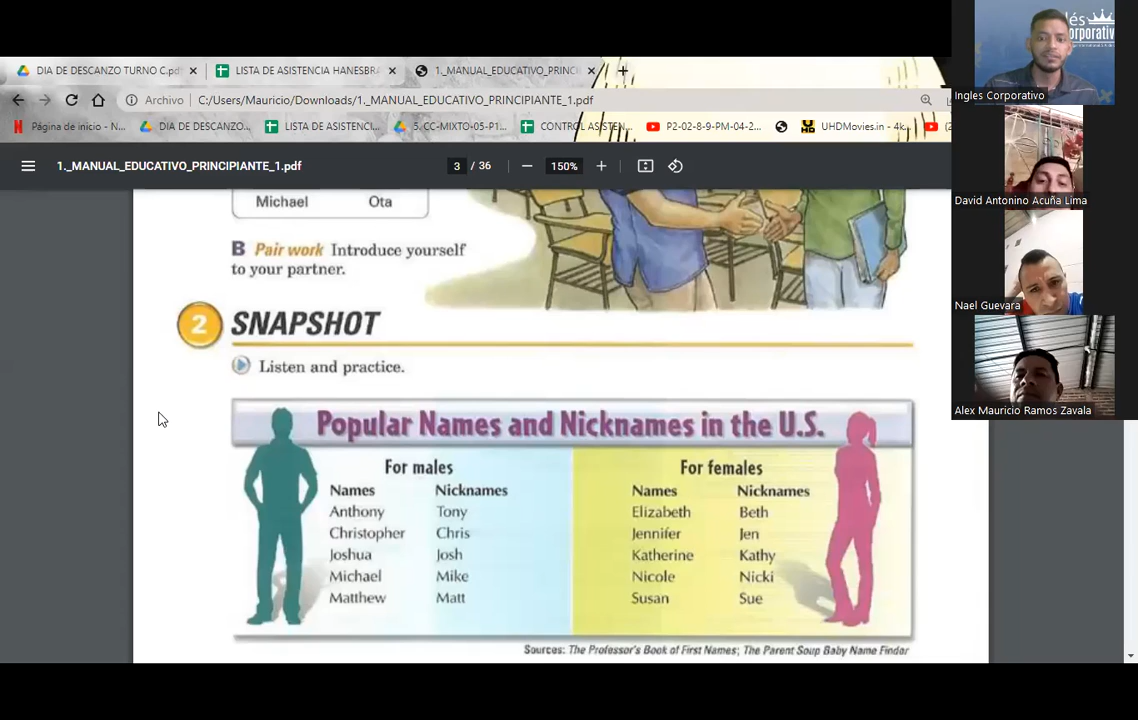 DIA DE DESCANZO TURNO C.pd
LISTA DE ASISTENCIA HANESBRA
1._MANUAL_EDUCATIVO_PRINCI
Archivo
C:/Users/Mauricio/Downloads/1._MANUAL_EDUCATIVO_PRINCIPIANTE_1.pdf
Página de inicio - N...
DIA DE DESCANZO...
LISTA DE ASISTENCI...
5. CC-MIXTO-05-P1...
CONTROL ASISTEN...
P2-02-8-9-PM-04-2...
UHDMovies.in - 4k...
(2
1._MANUAL_EDUCATIVO_PRINCIPIANTE_1.pdf
3 / 36
150%
Michael Ota
B Pair work Introduce yourself
to your partner.
2 SNAPSHOT
Listen and practice.
Popular Names and Nicknames in the U.S.
For males
Names Nicknames
Anthony Tony
Christopher Chris
Joshua Josh
Michael Mike
Matthew Matt
For females
Names Nicknames
Elizabeth Beth
Jennifer Jen
Katherine Kathy
Nicole Nicki
Susan Sue
Sources: The Professor's Book of First Names; The Parent Soup Baby Name Finder
és
orporativ
Ingles Corporativo
David Antonino Acuña Lima
Nael Guevara
Alex Mauricio Ramos Zavala